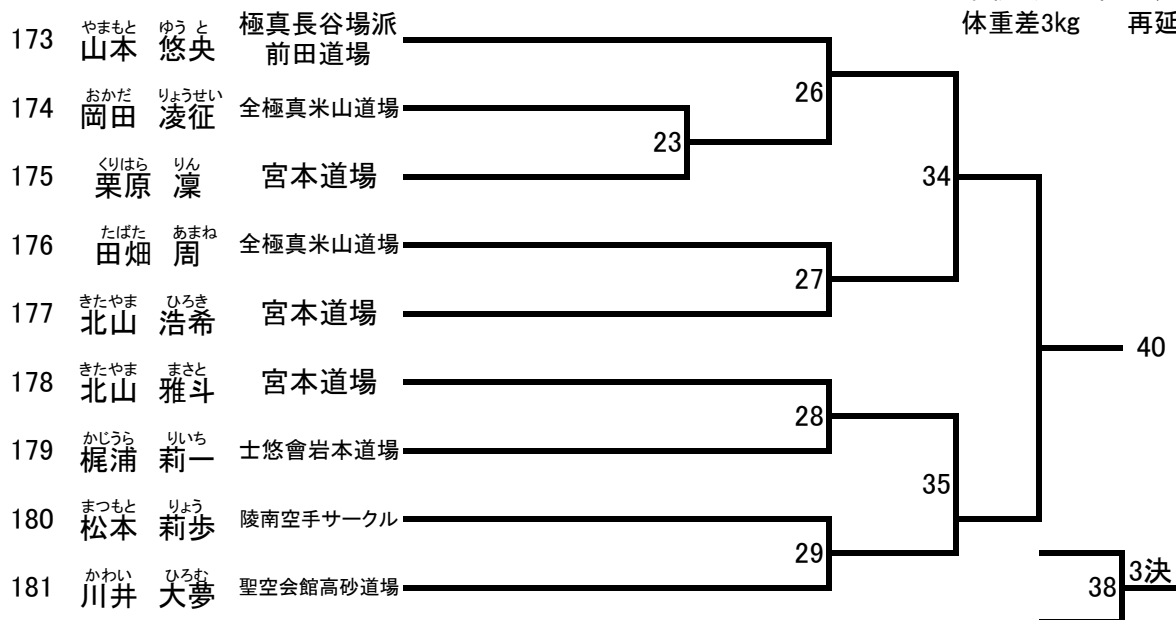 体重差3kg 再延
やまもと ゆう と
173 山本 悠央 極真長谷場派
前田道場
26
おかだ りょうせい
174 岡田 凌征 全極真米山道場
23
くりはら りん
175 栗原 凜 宮本道場
34
たばた あまね
176 田畑 周 全極真米山道場
27
きたやま ひろき
177 北山 浩希 宮本道場
40
きたやま まさと
178 北山 雅斗 宮本道場
28
かじうら りいち
179 梶浦 莉一 士悠會岩本道場
35
まつもと りょう
180 松本 莉歩 陵南空手サークル
29
かわい ひろむ
181 川井 大夢 聖空会館高砂道場
38 3決